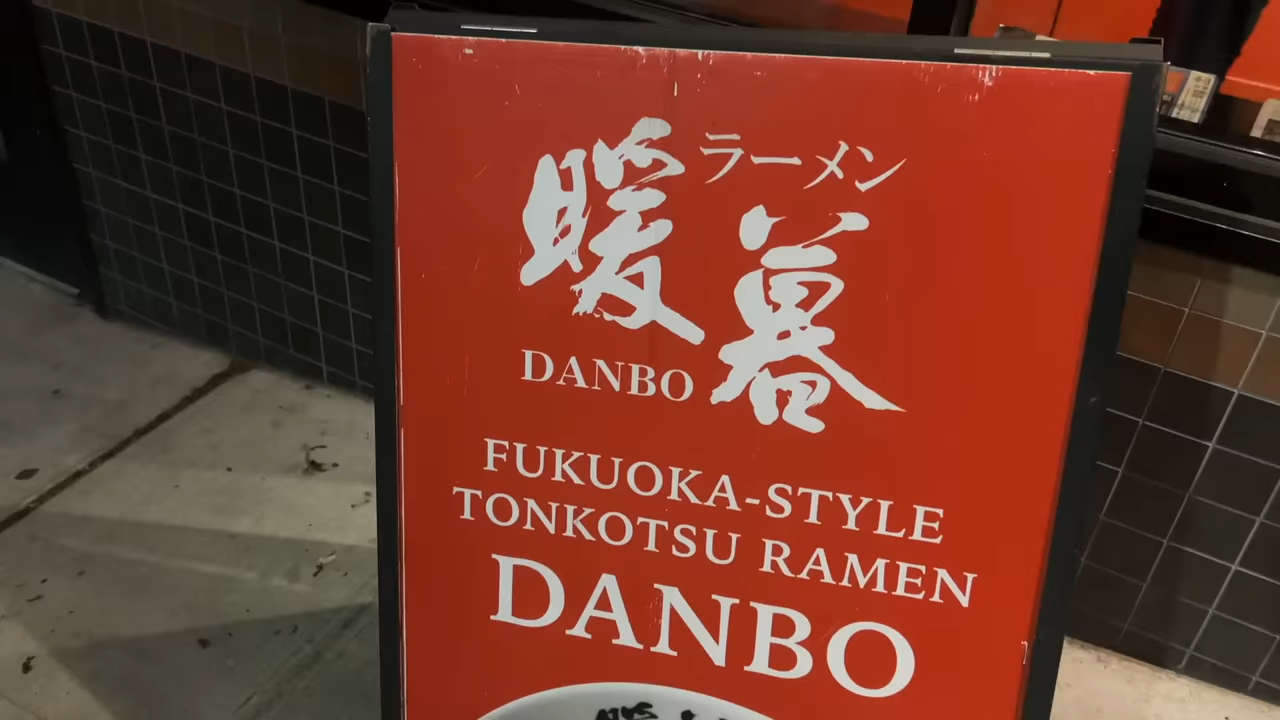 ラーメン
暖暮
DANBO
FUKUOKA-STYLE
TONKOTSU RAMEN
DANBO